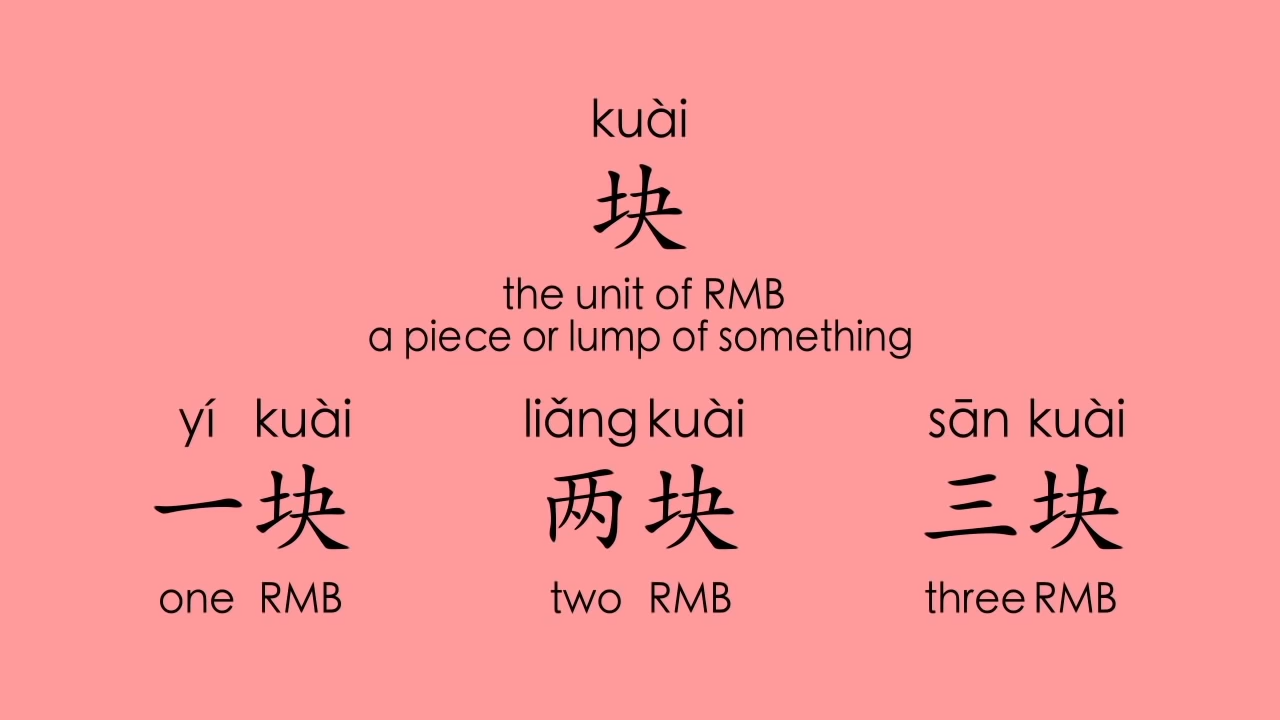 kuài
块
the unit of RMB
a piece or lump of something
yí kuài liǎng kuài sān kuài
一块 两块 三块
one RMB two RMB three RMB